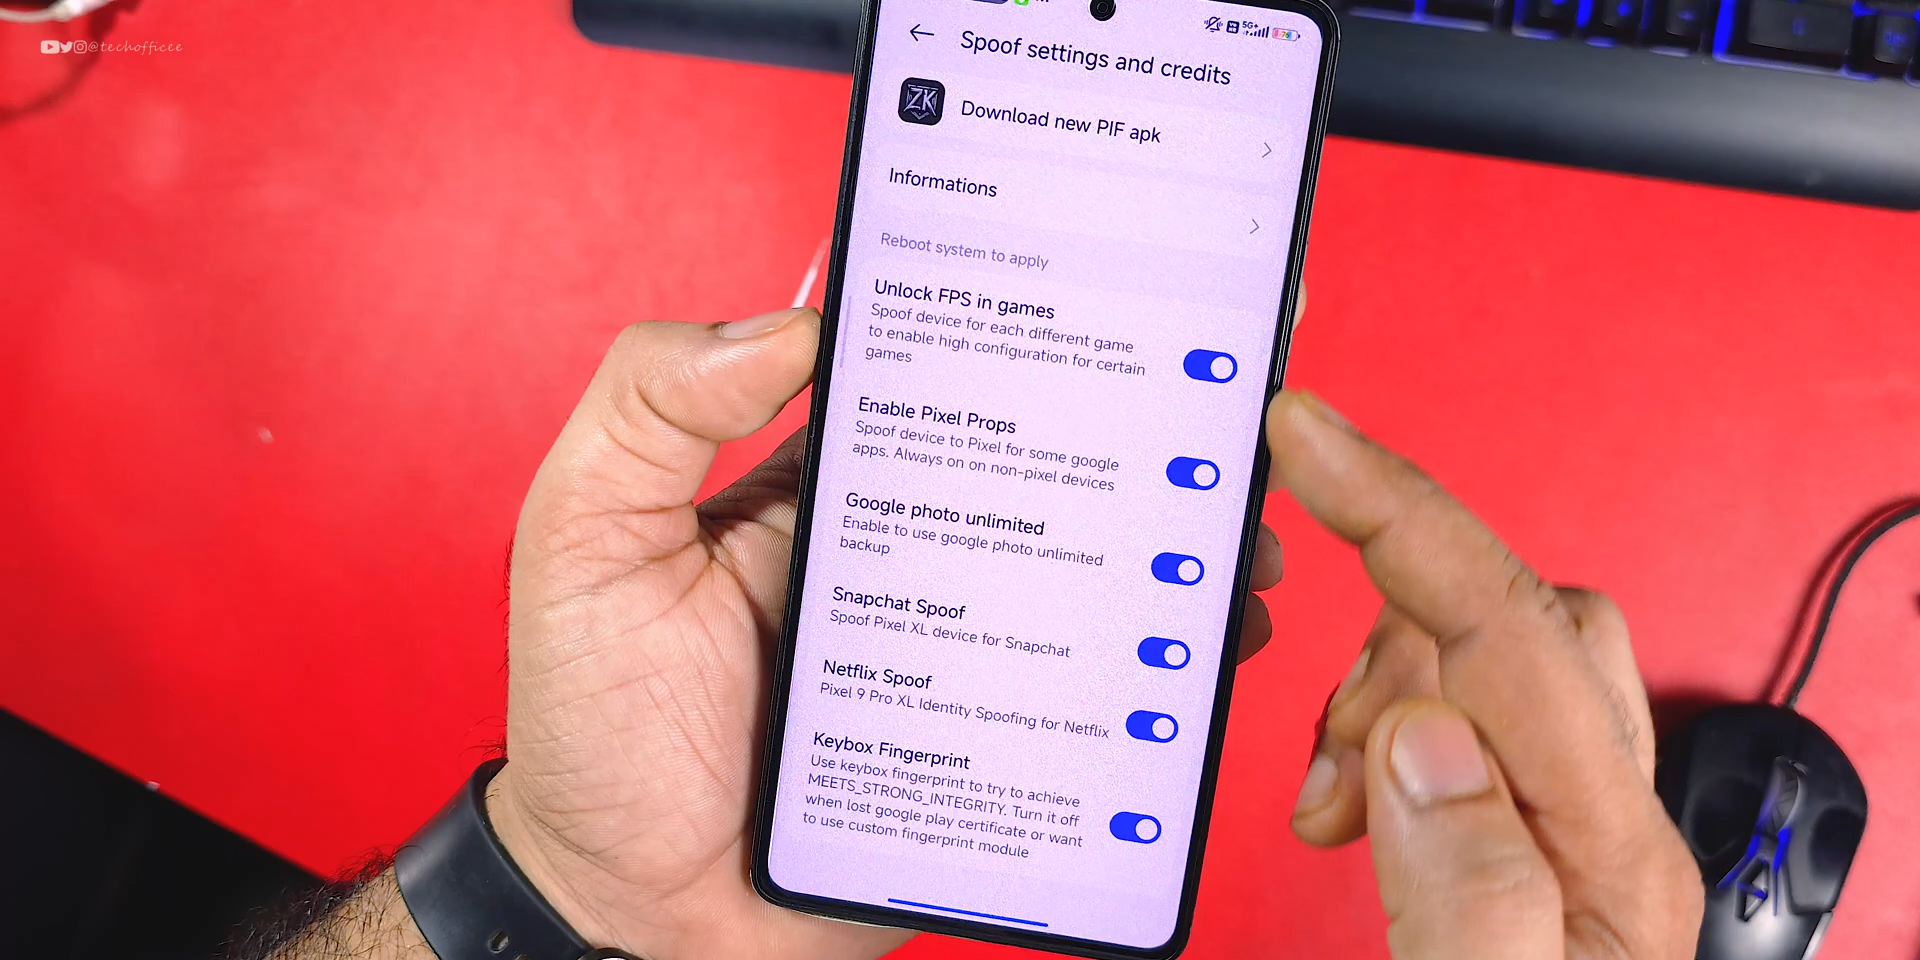 @techofficee
5G+
Spoof settings and credits
ZK
Download new PIF apk
Informations
Reboot system to apply
Unlock FPS in games
Spoof device for each different game
to enable high configuration for certain
games
Enable Pixel Props
Spoof device to Pixel for some google
apps. Always on on non-pixel devices
Google photo unlimited
Enable to use google photo unlimited
backup
Snapchat Spoof
Spoof Pixel XL device for Snapchat
Netflix Spoof
Pixel 9 Pro XL Identity Spoofing for Netflix
Keybox Fingerprint
Use keybox fingerprint to try to achieve
MEETS_STRONG_INTEGRITY. Turn it off
when lost google play certificate or want
to use custom fingerprint module